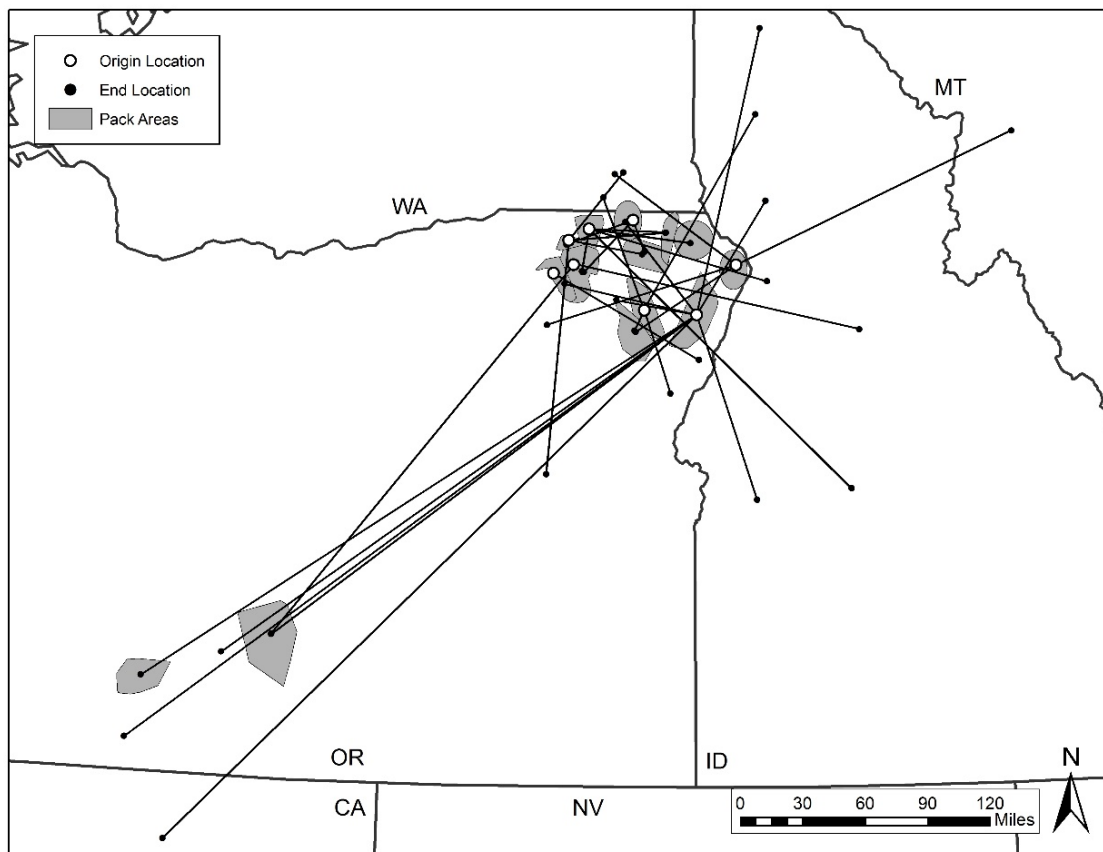 Origin Location
End Location
Pack Areas
MT
WA
OR
ID
N
CA
NV
0 30 60 90 120
Miles